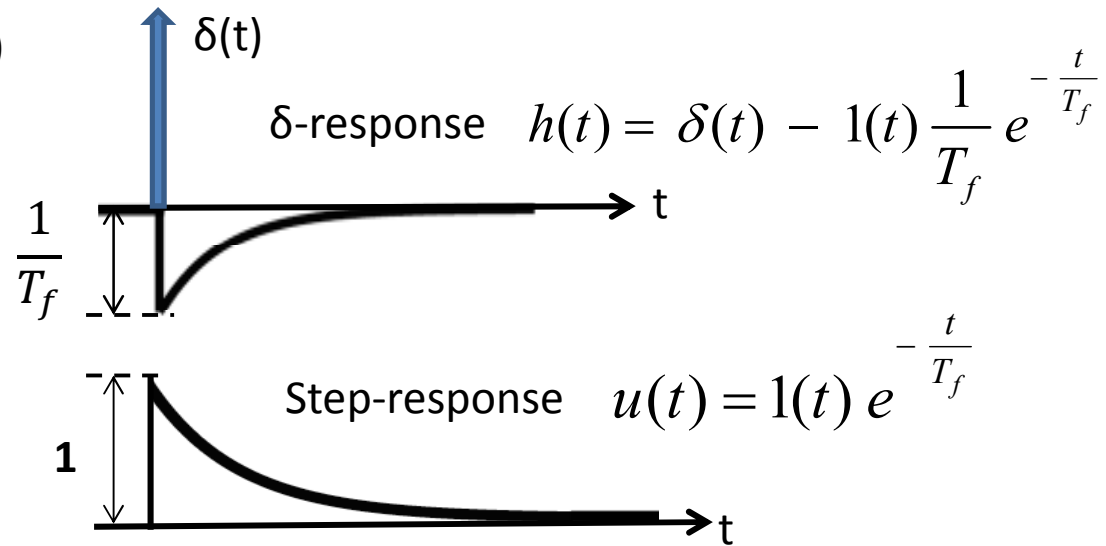 )
δ(t)
δ-response h(t) = δ(t) − 1(t) 1/T_f e^(− t/T_f)
t
1/T_f
Step-response u(t) = 1(t) e^(− t/T_f)
1
t